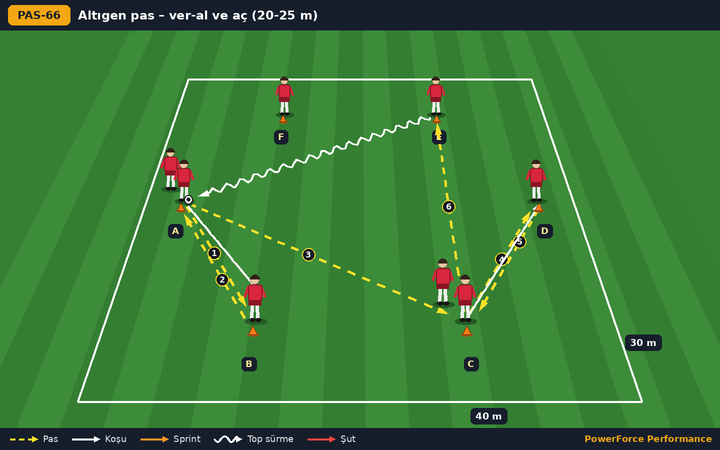 PAS-66
Altıgen pas – ver-al ve aç (20-25 m)
F
E
A
D
1
2
3
4
5
6
B
C
30 m
40 m
Pas
Koşu
Sprint
Top sürme
Şut
PowerForce Performance